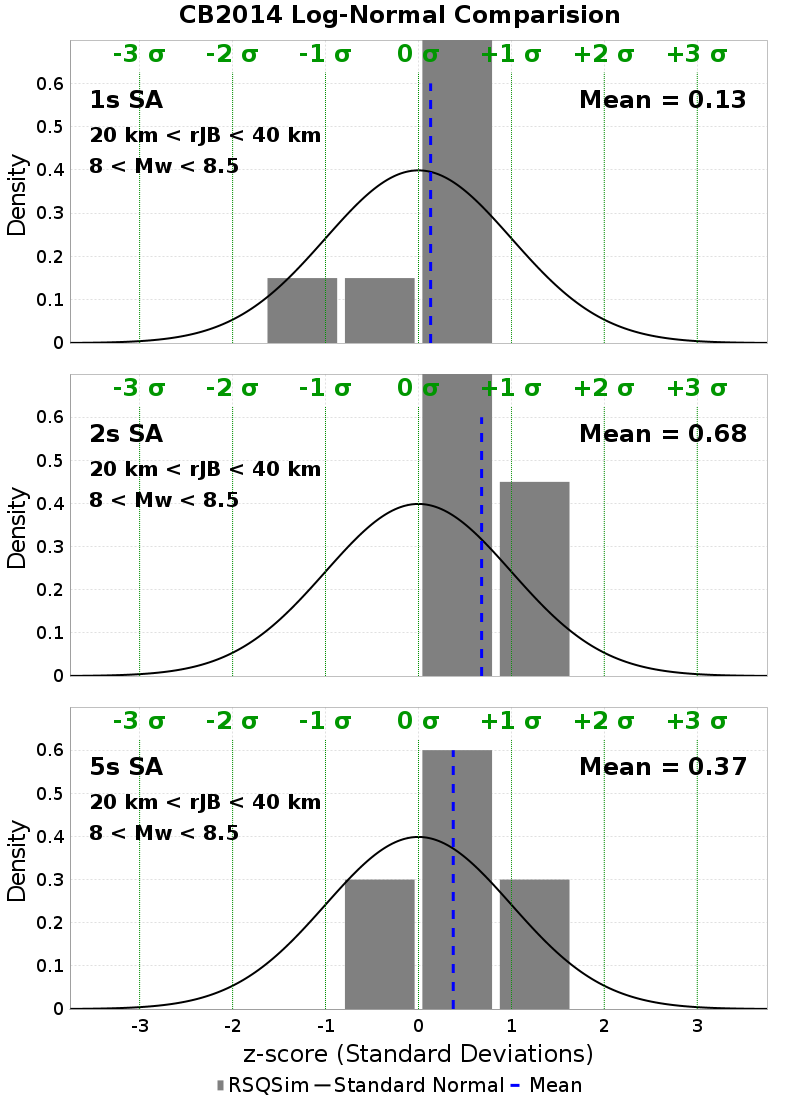 CB2014 Log-Normal Comparision
-3 σ -2 σ -1 σ 0 σ +1 σ +2 σ +3 σ
1s SA
Mean = 0.13
20 km < rJB < 40 km
8 < Mw < 8.5
Density
0.6
0.5
0.4
0.3
0.2
0.1
0
-3 σ -2 σ -1 σ 0 σ +1 σ +2 σ +3 σ
2s SA
Mean = 0.68
20 km < rJB < 40 km
8 < Mw < 8.5
Density
0.6
0.5
0.4
0.3
0.2
0.1
0
-3 σ -2 σ -1 σ 0 σ +1 σ +2 σ +3 σ
5s SA
Mean = 0.37
20 km < rJB < 40 km
8 < Mw < 8.5
Density
0.6
0.5
0.4
0.3
0.2
0.1
0
-3 -2 -1 0 1 2 3
z-score (Standard Deviations)
RSQSim Standard Normal Mean